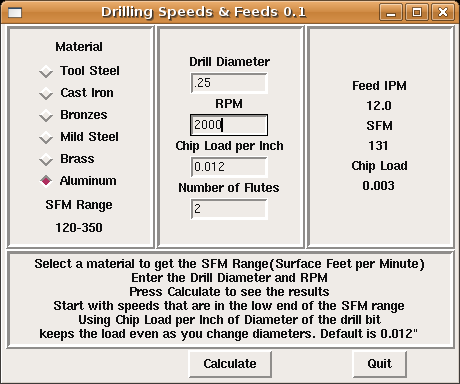 Drilling Speeds & Feeds 0.1
Material
Tool Steel
Cast Iron
Bronzes
Mild Steel
Brass
Aluminum
SFM Range
120-350
Drill Diameter
.25
RPM
2000
Chip Load per Inch
0.012
Number of Flutes
2
Feed IPM
12.0
SFM
131
Chip Load
0.003
Select a material to get the SFM Range(Surface Feet per Minute)
Enter the Drill Diameter and RPM
Press Calculate to see the results
Start with speeds that are in the low end of the SFM range
Using Chip Load per Inch of Diameter of the drill bit
keeps the load even as you change diameters. Default is 0.012"
Calculate
Quit